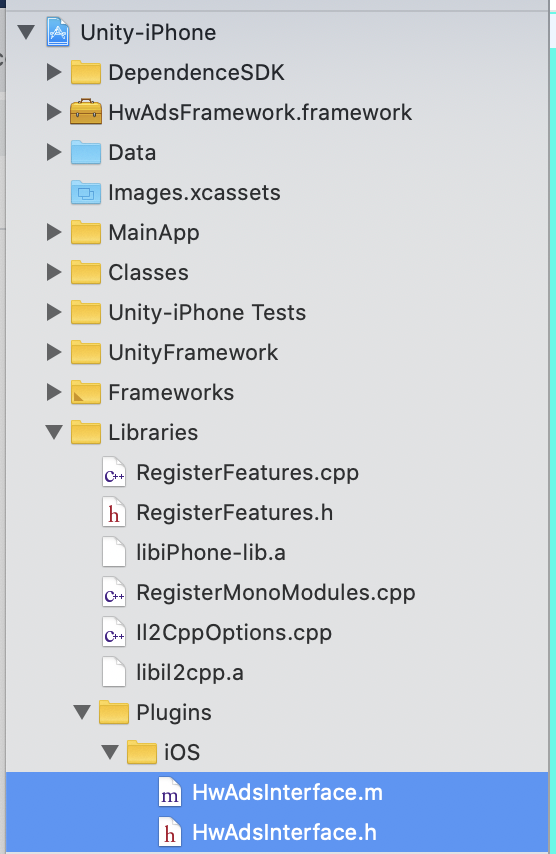 Unity-iPhone
DependenceSDK
HwAdsFramework.framework
Data
Images.xcassets
MainApp
Classes
Unity-iPhone Tests
UnityFramework
Frameworks
Libraries
C++ RegisterFeatures.cpp
h RegisterFeatures.h
libiPhone-lib.a
C++ RegisterMonoModules.cpp
C++ Il2CppOptions.cpp
libil2cpp.a
Plugins
iOS
m HwAdsInterface.m
h HwAdsInterface.h